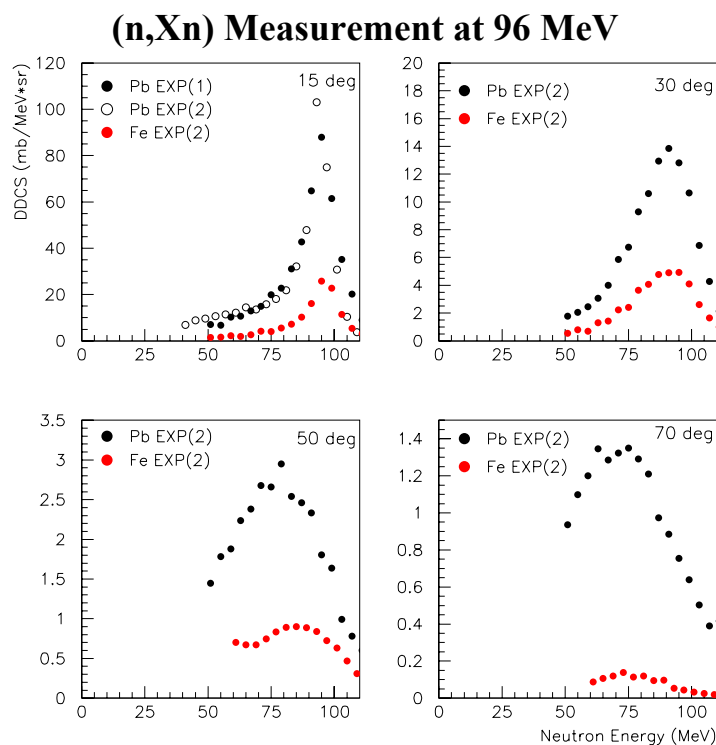 (n,Xn) Measurement at 96 MeV
DDCS (mb/MeV*sr)
120
100
80
60
40
20
0
0 25 50 75 100
Pb EXP(1)
Pb EXP(2)
Fe EXP(2)
15 deg
20
18
16
14
12
10
8
6
4
2
0
0 25 50 75 100
Pb EXP(2)
Fe EXP(2)
30 deg
3.5
3
2.5
2
1.5
1
0.5
0
0 25 50 75 100
Pb EXP(2)
Fe EXP(2)
50 deg
1.4
1.2
1
0.8
0.6
0.4
0.2
0
0 25 50 75 100
Pb EXP(2)
Fe EXP(2)
70 deg
Neutron Energy (MeV)